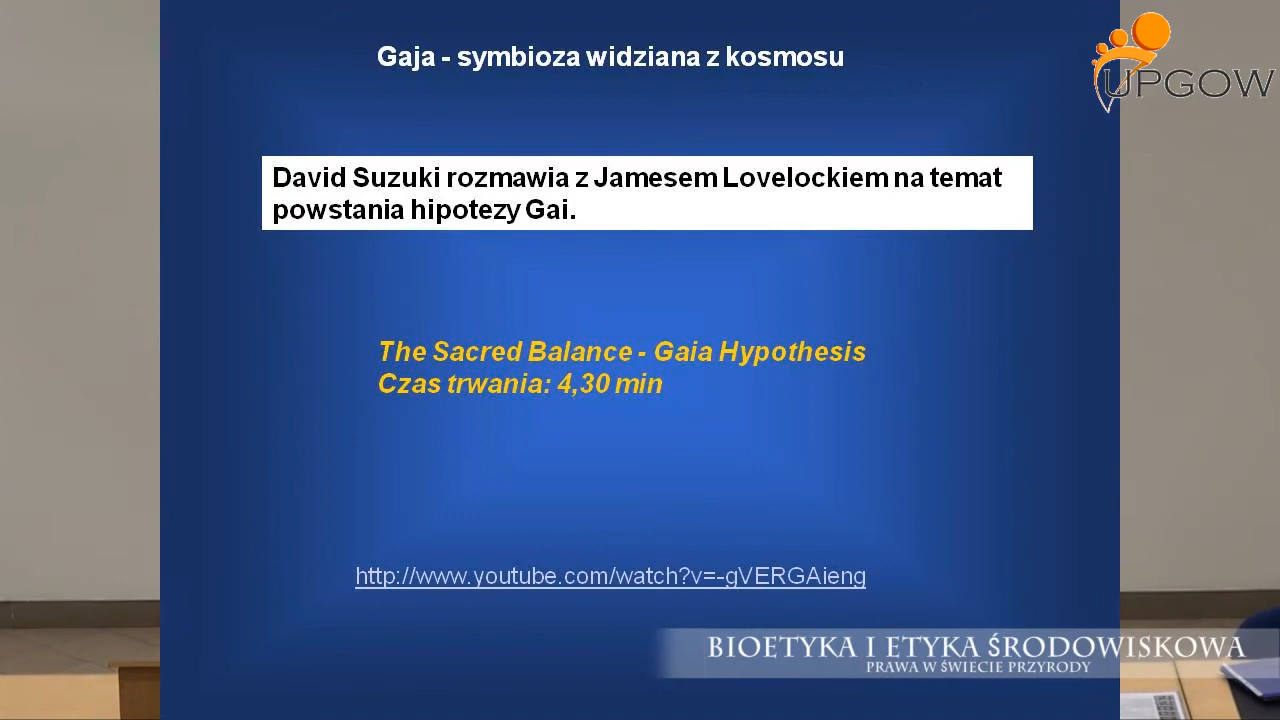 Gaja - symbioza widziana z kosmosu
UPGOW
David Suzuki rozmawia z Jamesem Lovelockiem na temat
powstania hipotezy Gai.
The Sacred Balance - Gaia Hypothesis
Czas trwania: 4,30 min
http://www.youtube.com/watch?v=-gVERGAieng
BIOETYKA I ETYKA ŚRODOWISKOWA
PRAWA W ŚWIECIE PRZYRODY